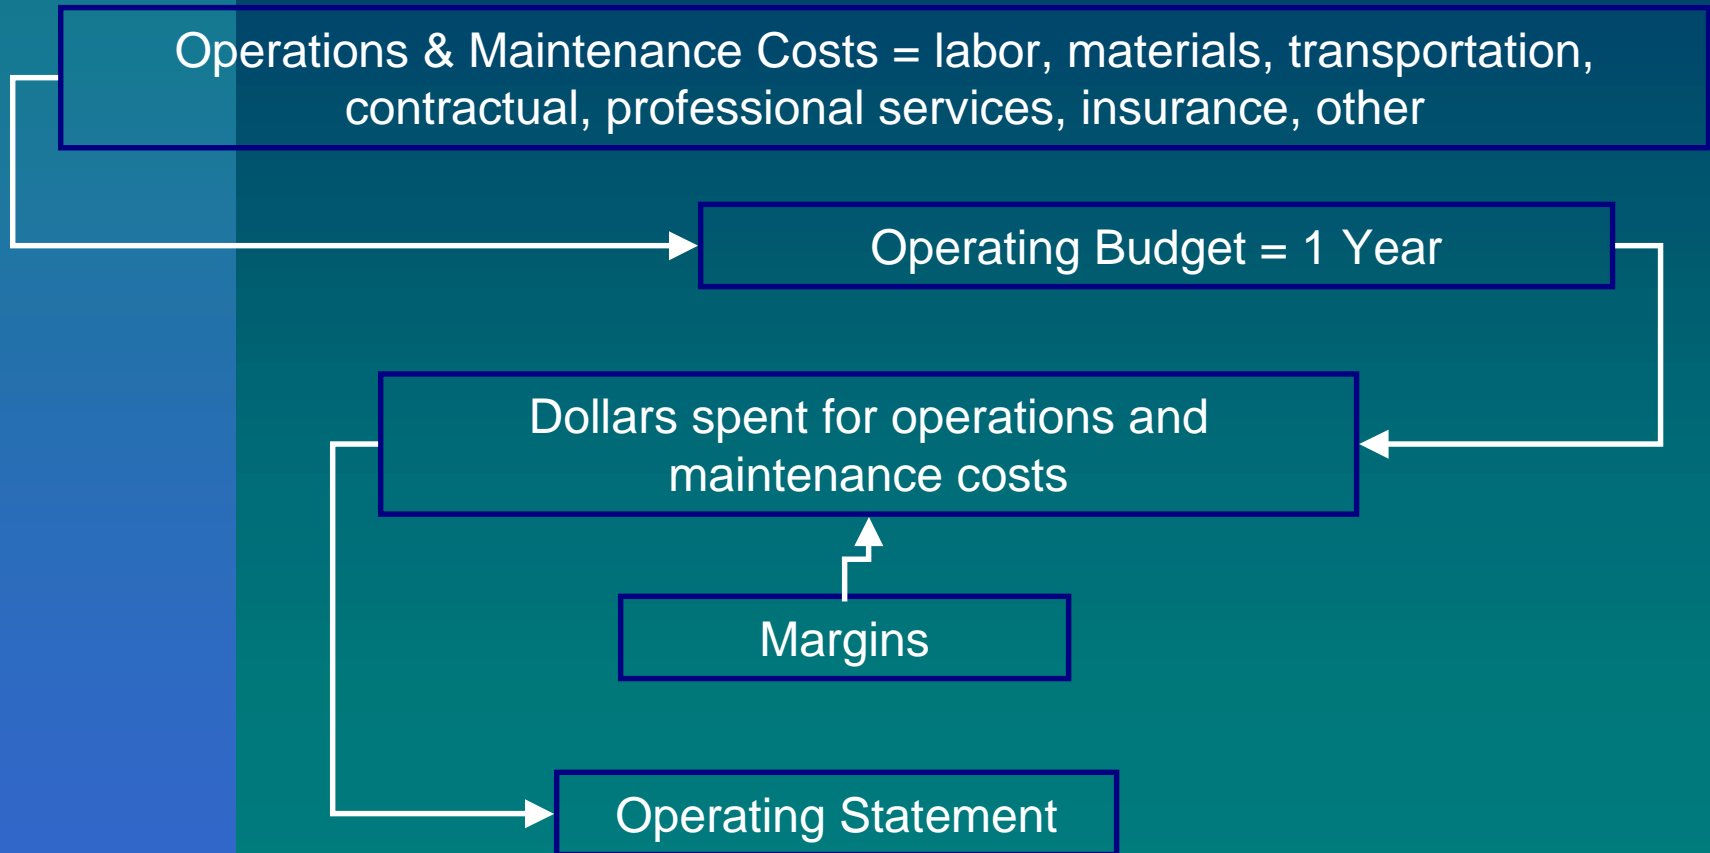 Operations & Maintenance Costs = labor, materials, transportation,
contractual, professional services, insurance, other
Operating Budget = 1 Year
Dollars spent for operations and
maintenance costs
Margins
Operating Statement